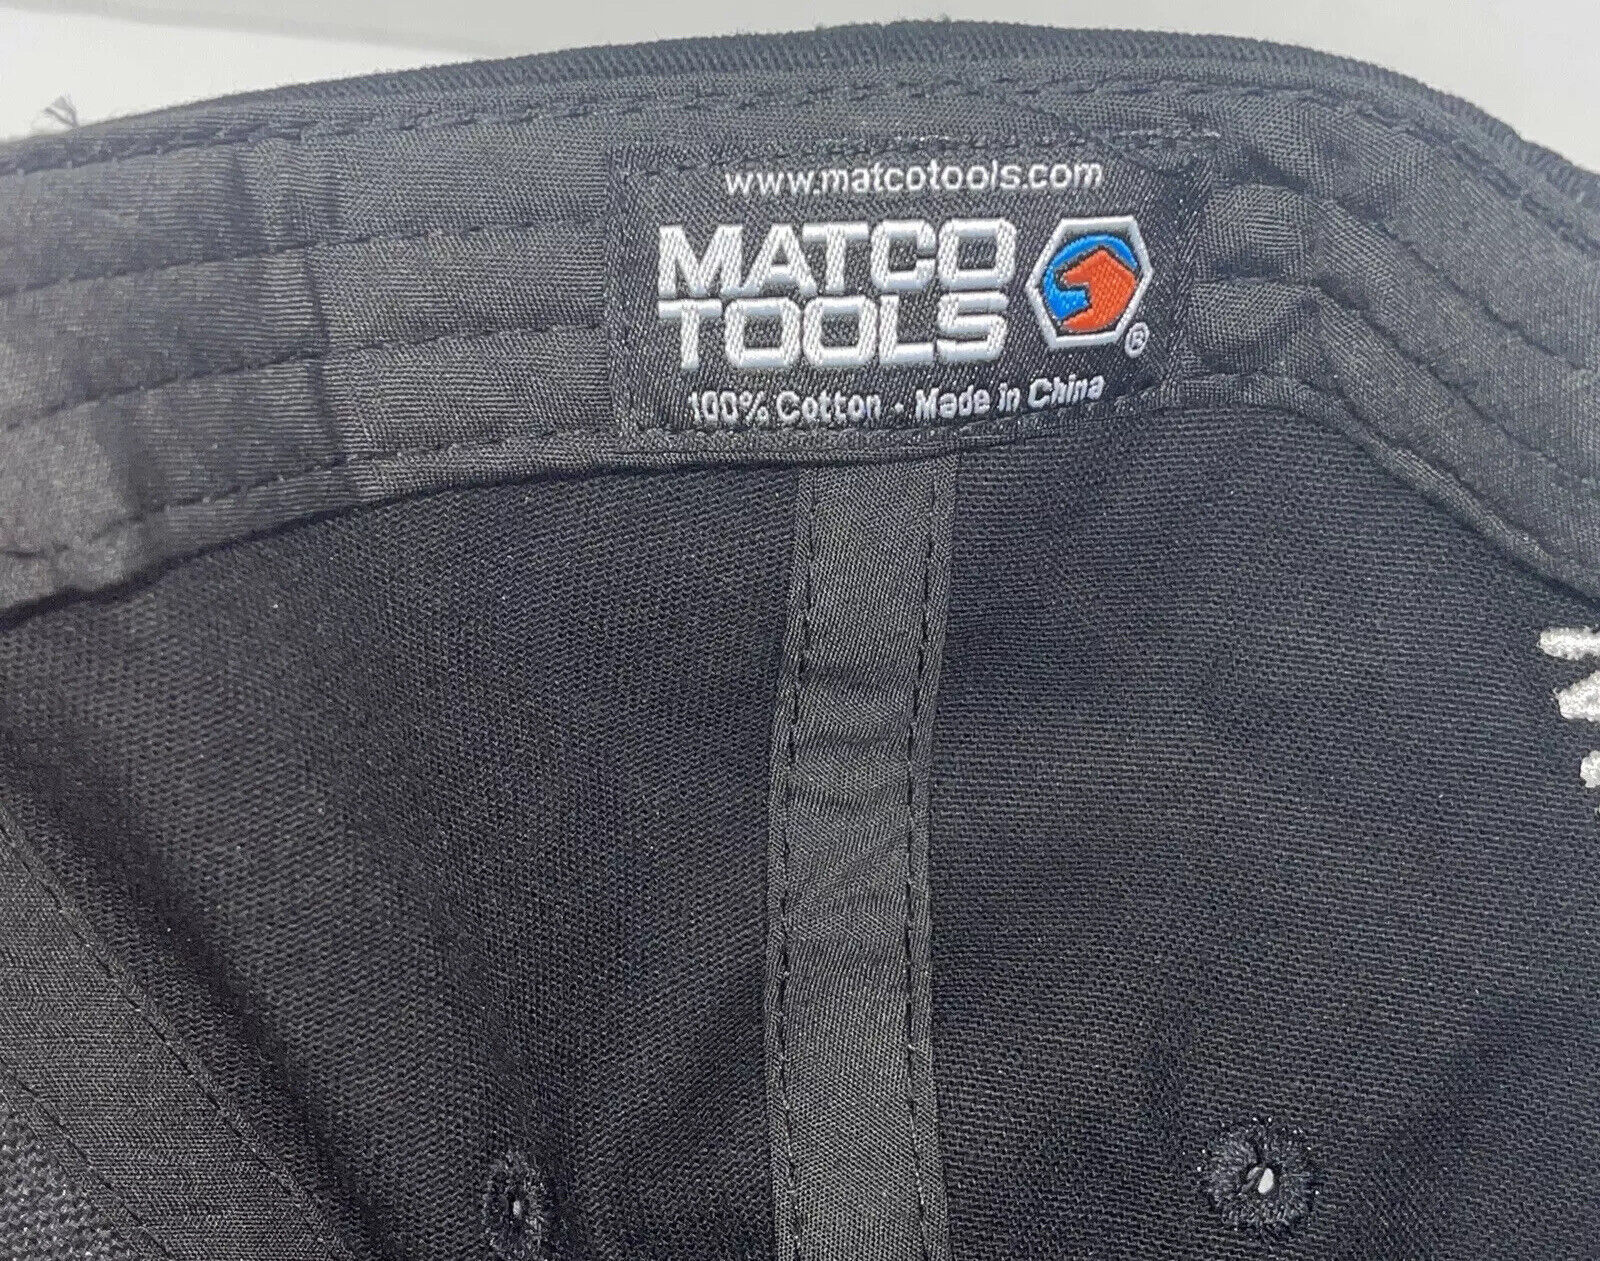 www.matcotools.com
MATCO
TOOLS ®
100% Cotton · Made in China